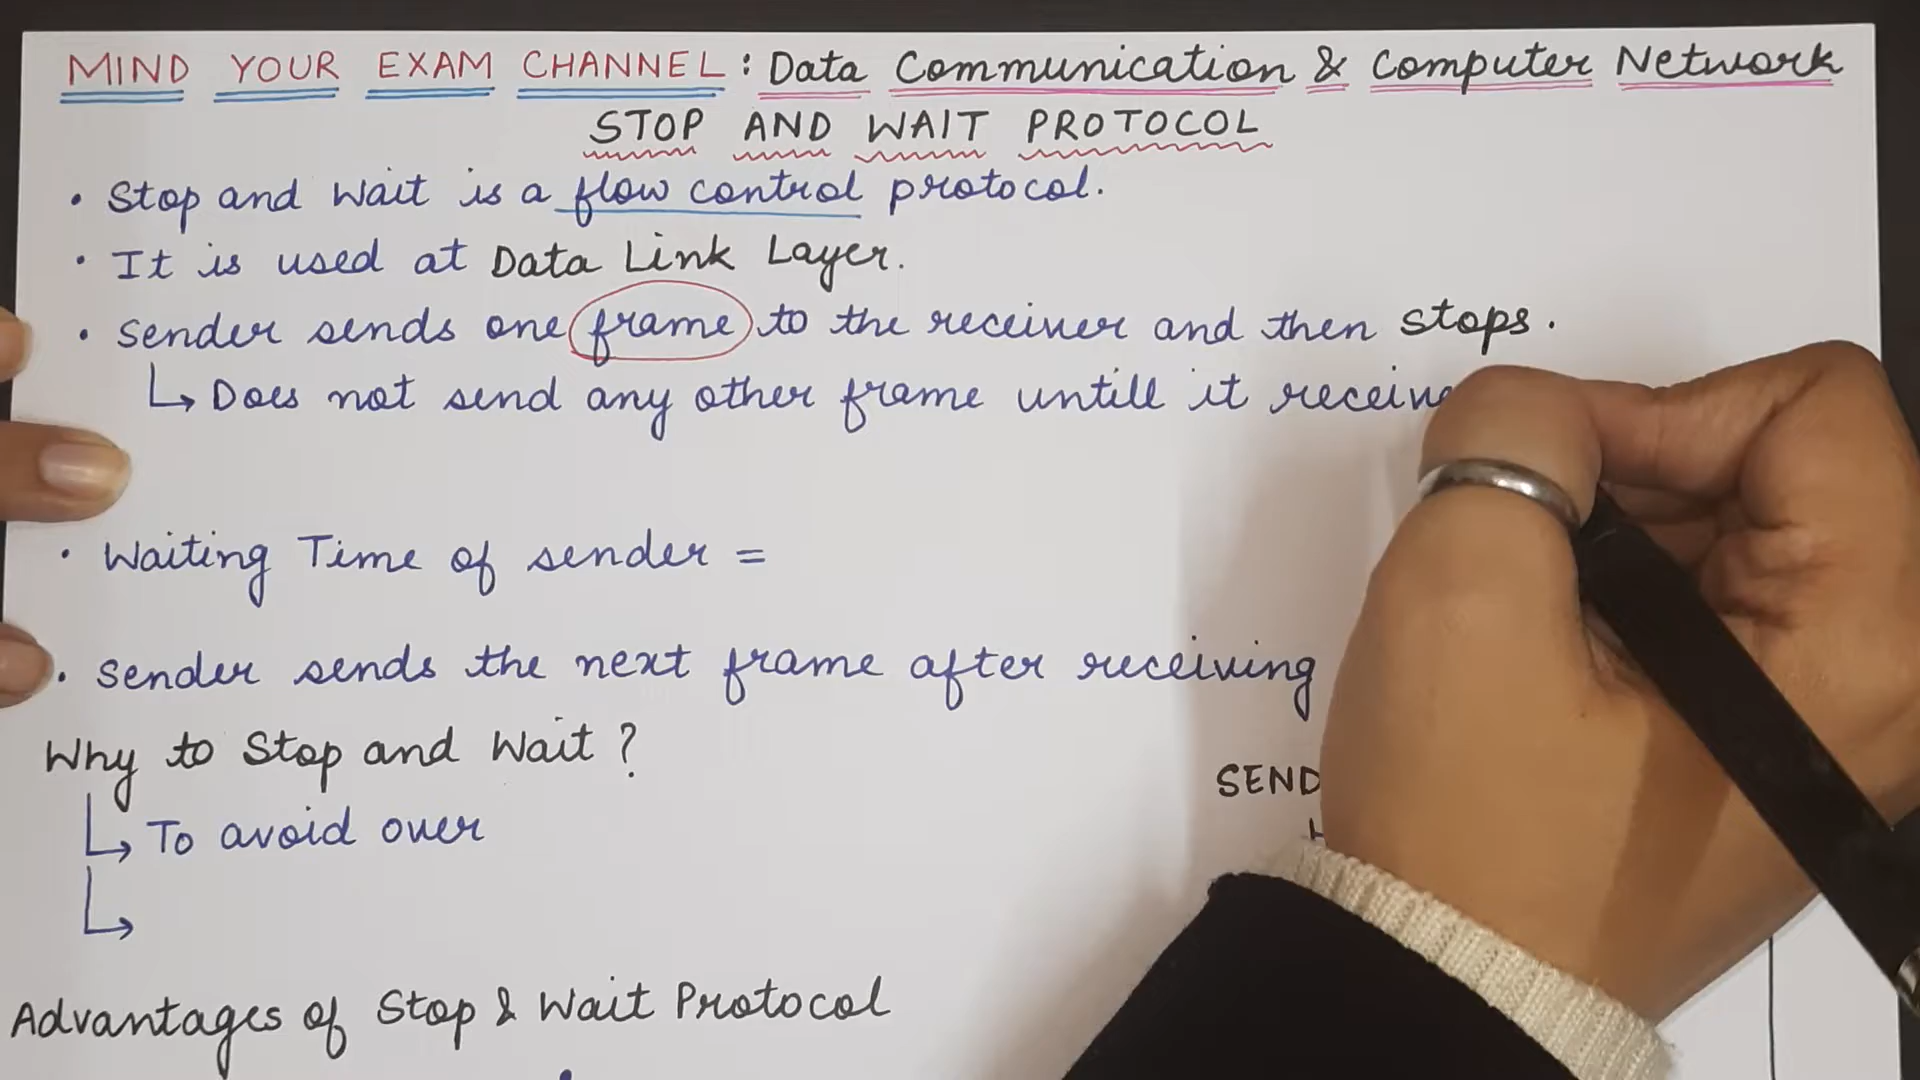 MIND YOUR EXAM CHANNEL : Data Communication & Computer Network
STOP AND WAIT PROTOCOL
• Stop and Wait is a flow control protocol.
• It is used at Data Link Layer.
• Sender sends one frame to the receiver and then stops.
↳ Does not send any other frame untill it
• Waiting Time of sender =
• Sender sends the next frame after receiving
Why to Stop and Wait ?
↳ To avoid over
↳
Advantages of Stop & Wait Protocol